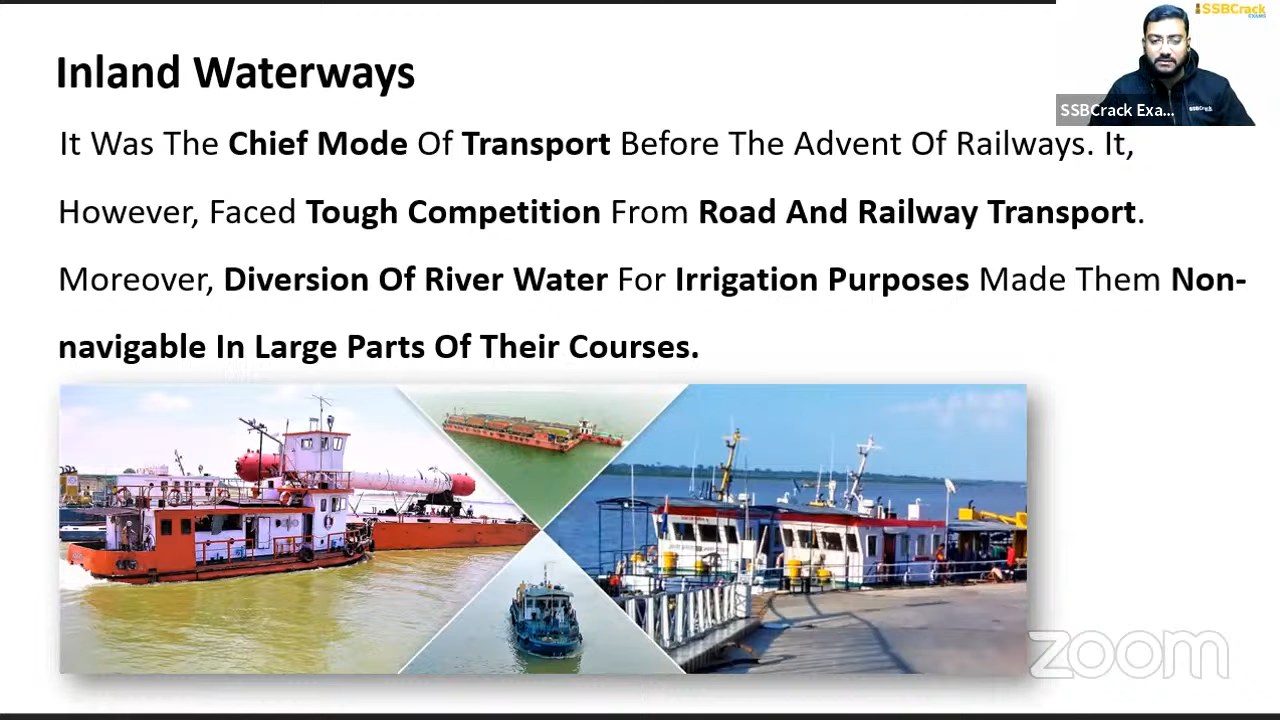 SSBCrack
EXAMS
Inland Waterways
SSBCrack Exa...
It Was The Chief Mode Of Transport Before The Advent Of Railways. It,
However, Faced Tough Competition From Road And Railway Transport.
Moreover, Diversion Of River Water For Irrigation Purposes Made Them Non-
navigable In Large Parts Of Their Courses.
zoom